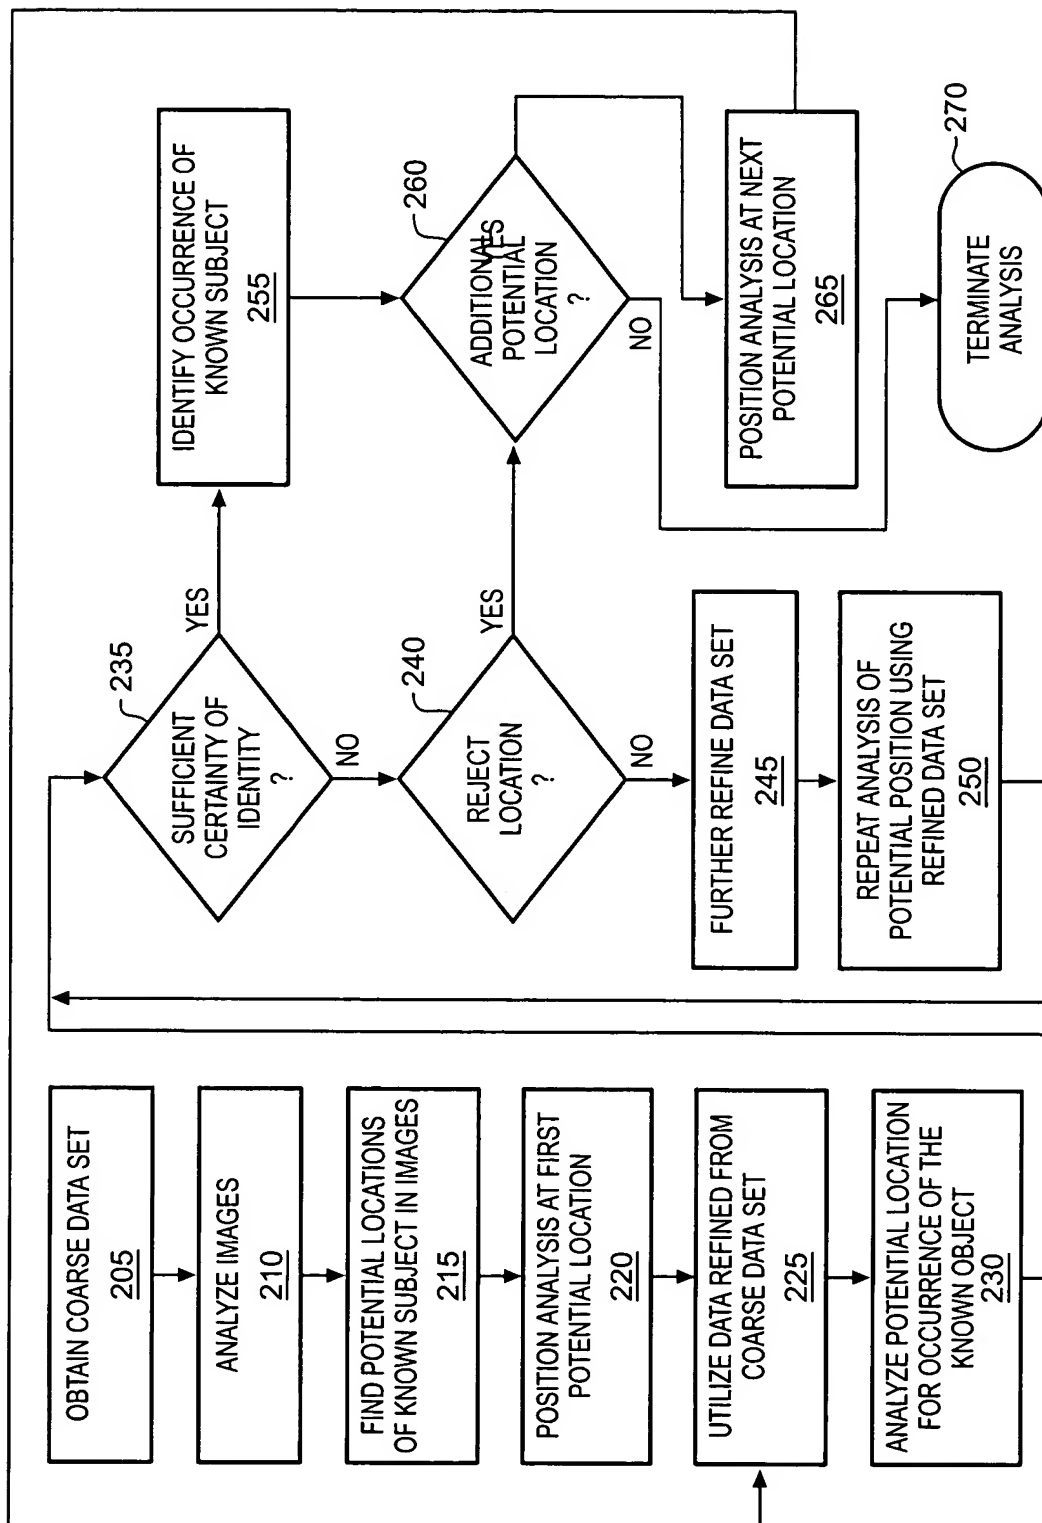 OBTAIN COARSE DATA SET
205
ANALYZE IMAGES
210
FIND POTENTIAL LOCATIONS
OF KNOWN SUBJECT IN IMAGES
215
POSITION ANALYSIS AT FIRST
POTENTIAL LOCATION
220
UTILIZE DATA REFINED FROM
COARSE DATA SET
225
ANALYZE POTENTIAL LOCATION
FOR OCCURRENCE OF THE
KNOWN OBJECT
230
235
SUFFICIENT
CERTAINTY OF
IDENTITY
?
YES
NO
240
REJECT
LOCATION
?
YES
NO
FURTHER REFINE DATA SET
245
REPEAT ANALYSIS OF
POTENTIAL POSITION USING
REFINED DATA SET
250
IDENTIFY OCCURRENCE OF
KNOWN SUBJECT
255
260
ADDITIONAL
YES
POTENTIAL
LOCATION
?
NO
POSITION ANALYSIS AT NEXT
POTENTIAL LOCATION
265
270
TERMINATE
ANALYSIS